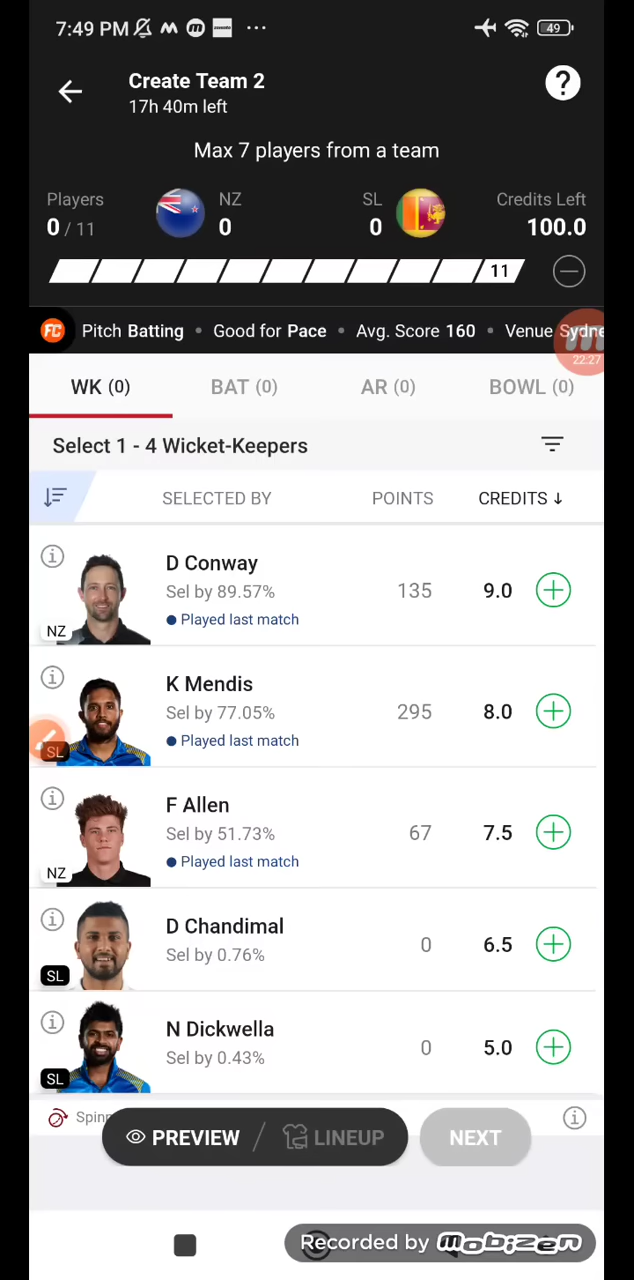 7:49 PM
49
Create Team 2
17h 40m left
?
Max 7 players from a team
Players NZ SL Credits Left
0 / 11 0 0 100.0
11
FC Pitch Batting • Good for Pace • Avg. Score 160 • Venue Sydne
22:27
WK (0) BAT (0) AR (0) BOWL (0)
Select 1 - 4 Wicket-Keepers
SELECTED BY POINTS CREDITS ↓
D Conway
Sel by 89.57% 135 9.0
Played last match
NZ
K Mendis
Sel by 77.05% 295 8.0
Played last match
SL
F Allen
Sel by 51.73% 67 7.5
Played last match
NZ
D Chandimal
Sel by 0.76% 0 6.5
SL
N Dickwella
Sel by 0.43% 0 5.0
SL
Spinn
PREVIEW / LINEUP NEXT
Recorded by mobizen